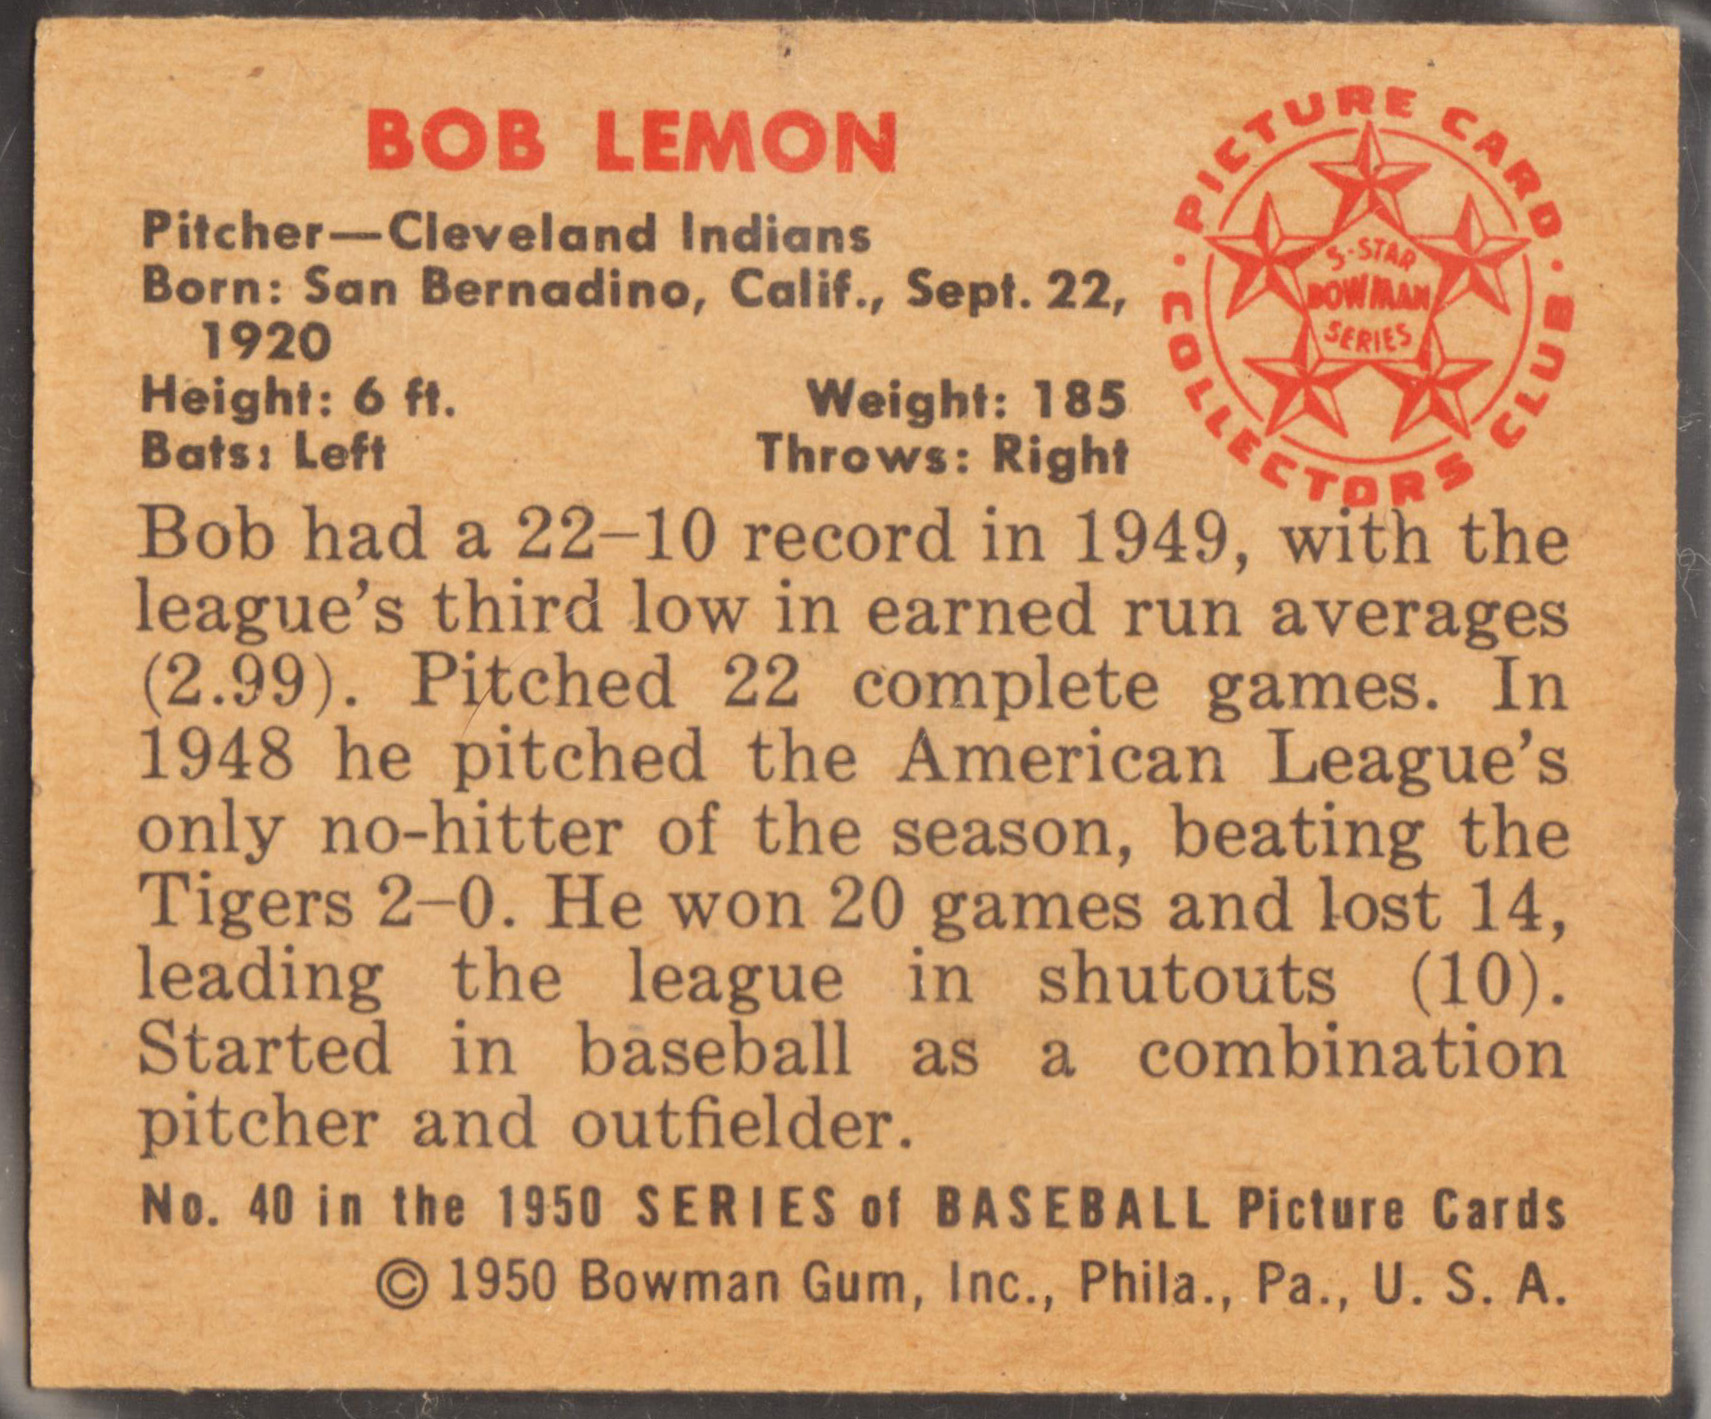 BOB LEMON
Pitcher—Cleveland Indians
Born: San Bernadino, Calif., Sept. 22,
1920
Height: 6 ft. Weight: 185
Bats: Left Throws: Right
PICTURE CARD
COLLECTORS CLUB
5-STAR
BOWMAN
SERIES
Bob had a 22–10 record in 1949, with the
league's third low in earned run averages
(2.99). Pitched 22 complete games. In
1948 he pitched the American League's
only no-hitter of the season, beating the
Tigers 2–0. He won 20 games and lost 14,
leading the league in shutouts (10).
Started in baseball as a combination
pitcher and outfielder.
No. 40 in the 1950 SERIES of BASEBALL Picture Cards
© 1950 Bowman Gum, Inc., Phila., Pa., U. S. A.